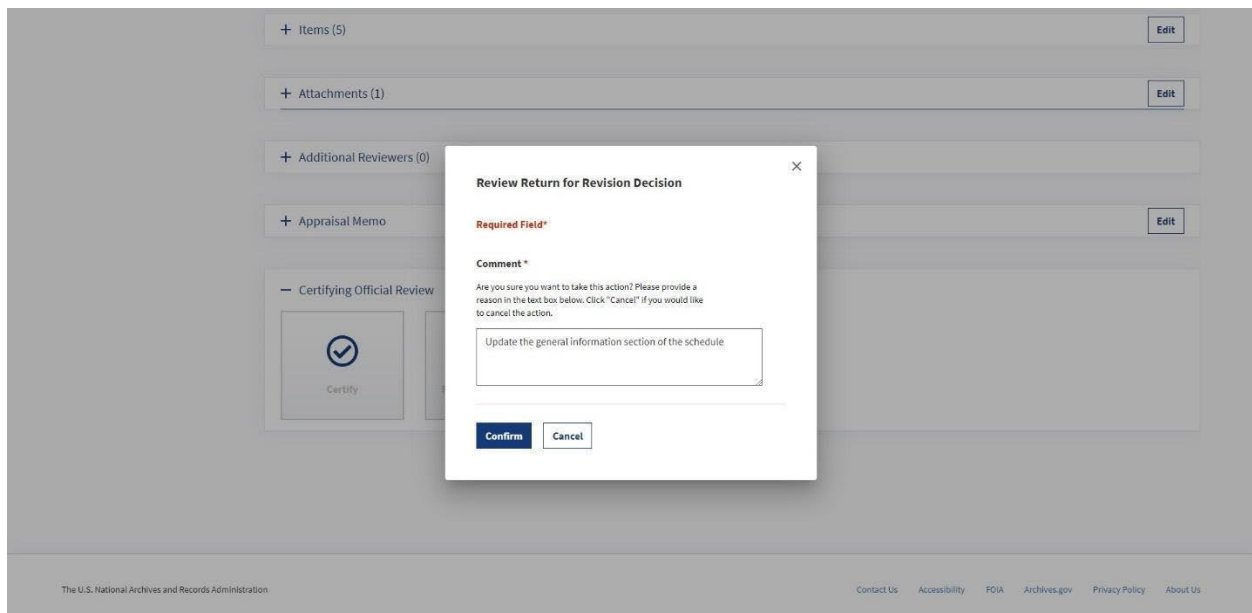 + Items (5)
Edit
+ Attachments (1)
Edit
+ Additional Reviewers (0)
+ Appraisal Memo
Edit
− Certifying Official Review
Certify
×
Review Return for Revision Decision
Required Field*
Comment *
Are you sure you want to take this action? Please provide a
reason in the text box below. Click "Cancel" if you would like
to cancel the action.
Update the general information section of the schedule
Confirm
Cancel
The U.S. National Archives and Records Administration
Contact Us
Accessibility
FOIA
Archives.gov
Privacy Policy
About Us